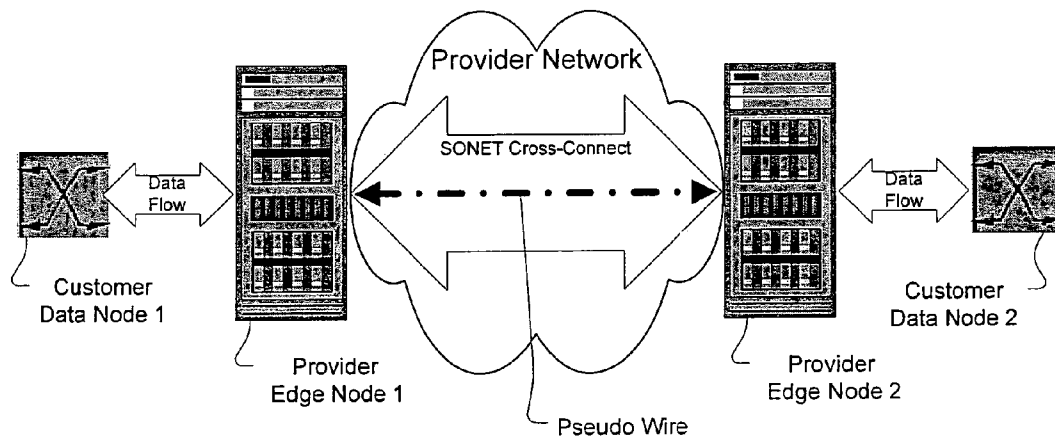 Provider Network
SONET Cross-Connect
Data
Flow
Data
Flow
Customer
Data Node 1
Customer
Data Node 2
Provider
Edge Node 1
Provider
Edge Node 2
Pseudo Wire